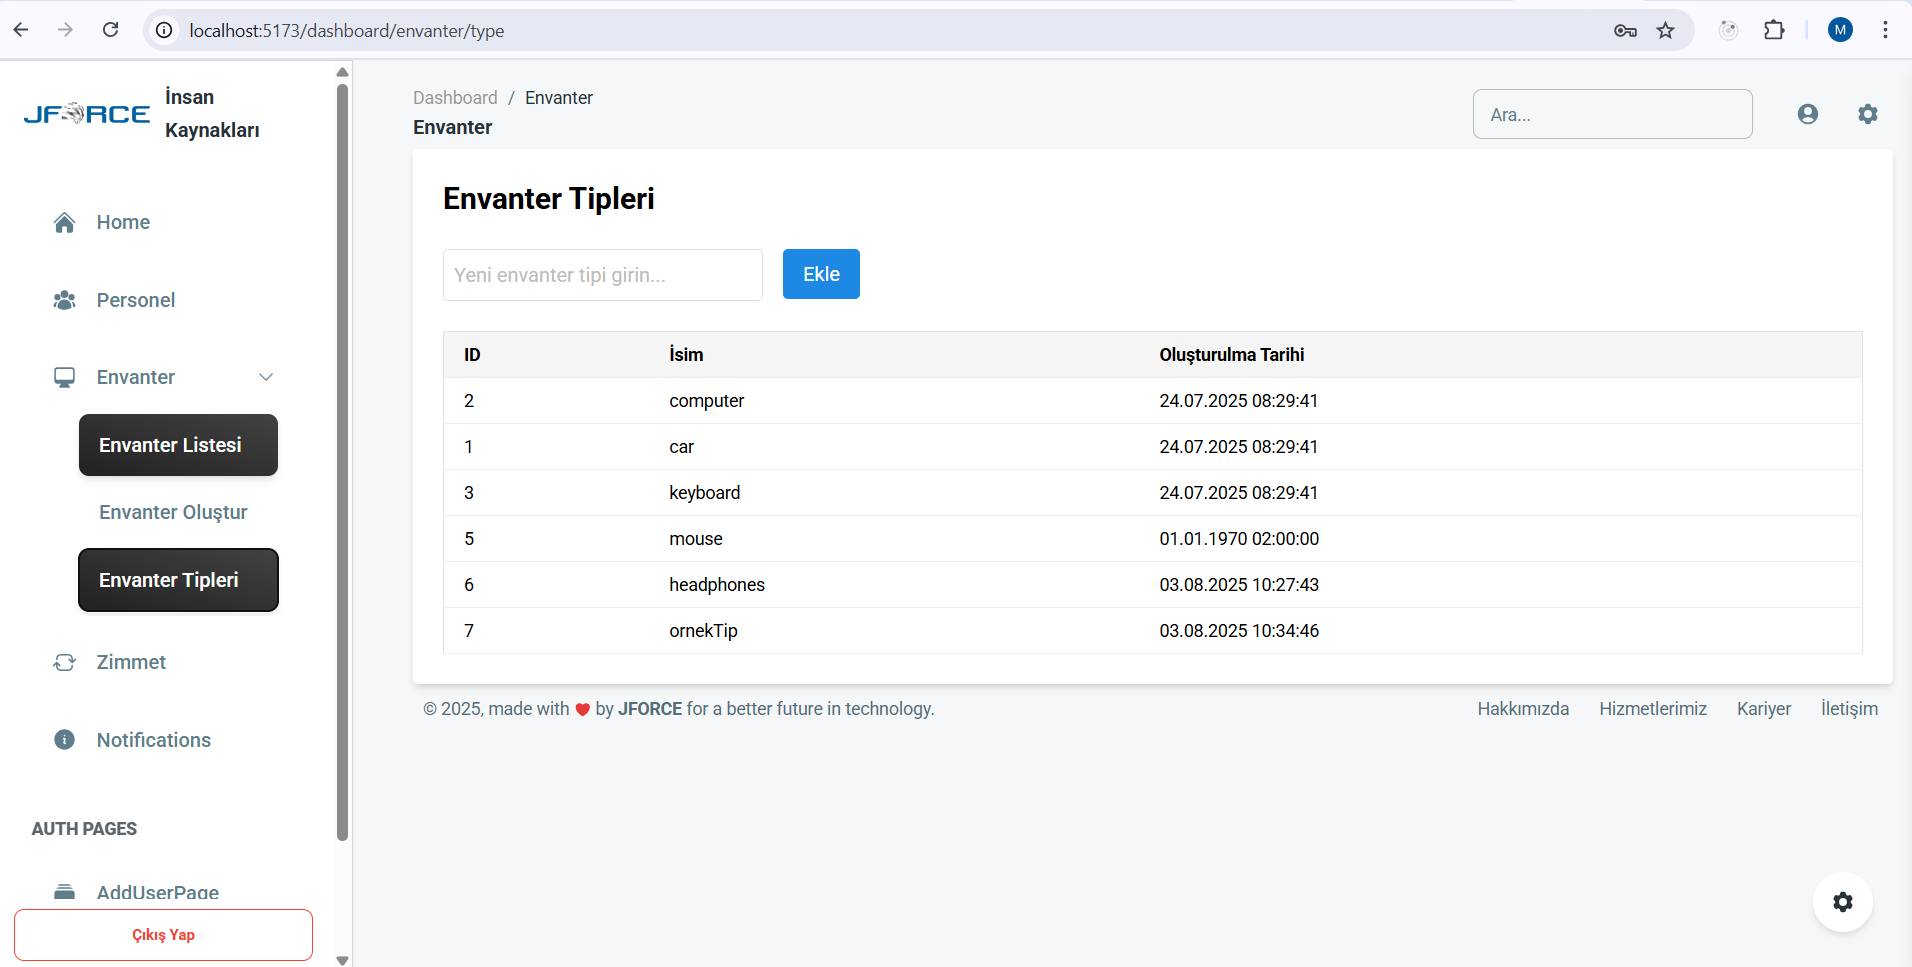 localhost:5173/dashboard/envanter/type
M
JFORCE
İnsan
Kaynakları
Home
Personel
Envanter
Envanter Listesi
Envanter Oluştur
Envanter Tipleri
Zimmet
Notifications
AUTH PAGES
AddUserPage
Çıkış Yap
Dashboard / Envanter
Envanter
Ara...
Envanter Tipleri
Yeni envanter tipi girin...
Ekle
ID İsim Oluşturulma Tarihi
2 computer 24.07.2025 08:29:41
1 car 24.07.2025 08:29:41
3 keyboard 24.07.2025 08:29:41
5 mouse 01.01.1970 02:00:00
6 headphones 03.08.2025 10:27:43
7 ornekTip 03.08.2025 10:34:46
© 2025, made with ❤ by JFORCE for a better future in technology.
Hakkımızda Hizmetlerimiz Kariyer İletişim